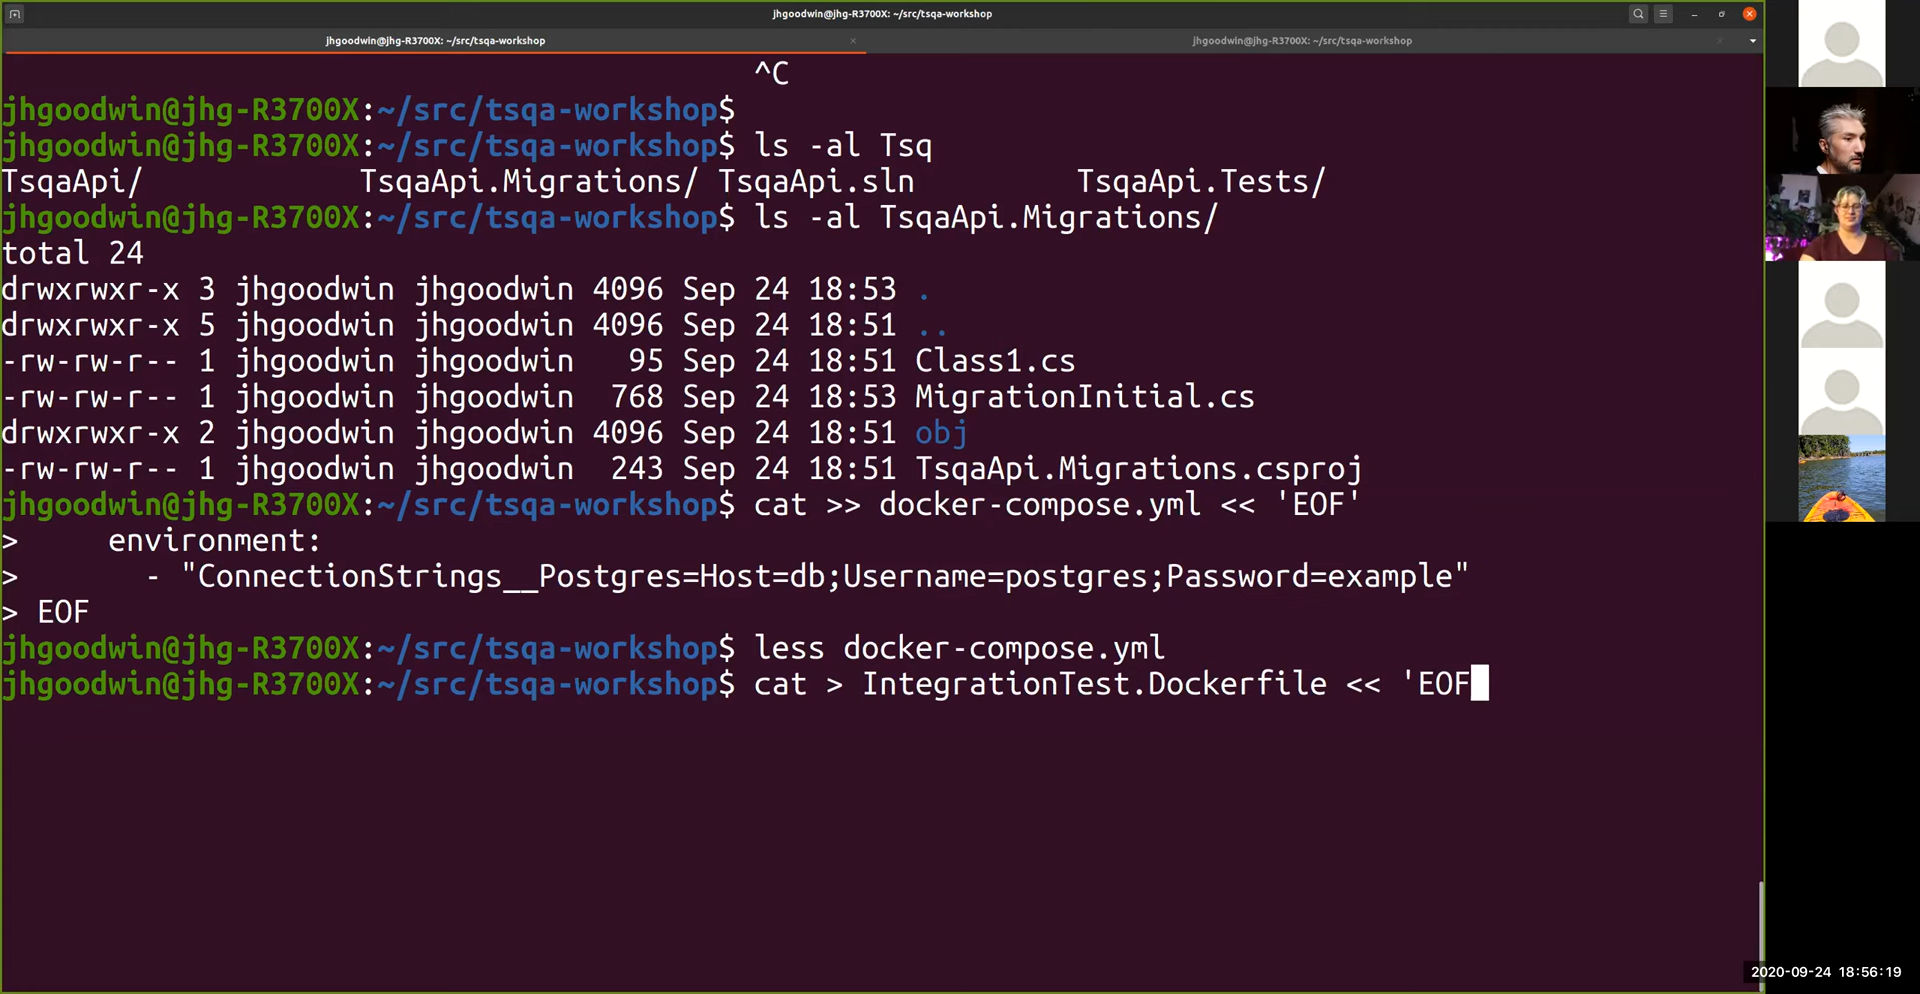 jhgoodwin@jhg-R3700X: ~/src/tsqa-workshop
jhgoodwin@jhg-R3700X: ~/src/tsqa-workshop
jhgoodwin@jhg-R3700X: ~/src/tsqa-workshop
^C
jhgoodwin@jhg-R3700X:~/src/tsqa-workshop$
jhgoodwin@jhg-R3700X:~/src/tsqa-workshop$ ls -al Tsq
TsqaApi/ TsqaApi.Migrations/ TsqaApi.sln TsqaApi.Tests/
jhgoodwin@jhg-R3700X:~/src/tsqa-workshop$ ls -al TsqaApi.Migrations/
total 24
drwxrwxr-x 3 jhgoodwin jhgoodwin 4096 Sep 24 18:53 .
drwxrwxr-x 5 jhgoodwin jhgoodwin 4096 Sep 24 18:51 ..
-rw-rw-r-- 1 jhgoodwin jhgoodwin 95 Sep 24 18:51 Class1.cs
-rw-rw-r-- 1 jhgoodwin jhgoodwin 768 Sep 24 18:53 MigrationInitial.cs
drwxrwxr-x 2 jhgoodwin jhgoodwin 4096 Sep 24 18:51 obj
-rw-rw-r-- 1 jhgoodwin jhgoodwin 243 Sep 24 18:51 TsqaApi.Migrations.csproj
jhgoodwin@jhg-R3700X:~/src/tsqa-workshop$ cat >> docker-compose.yml << 'EOF'
> environment:
> - "ConnectionStrings__Postgres=Host=db;Username=postgres;Password=example"
> EOF
jhgoodwin@jhg-R3700X:~/src/tsqa-workshop$ less docker-compose.yml
jhgoodwin@jhg-R3700X:~/src/tsqa-workshop$ cat > IntegrationTest.Dockerfile << 'EOF
2020-09-24 18:56:19